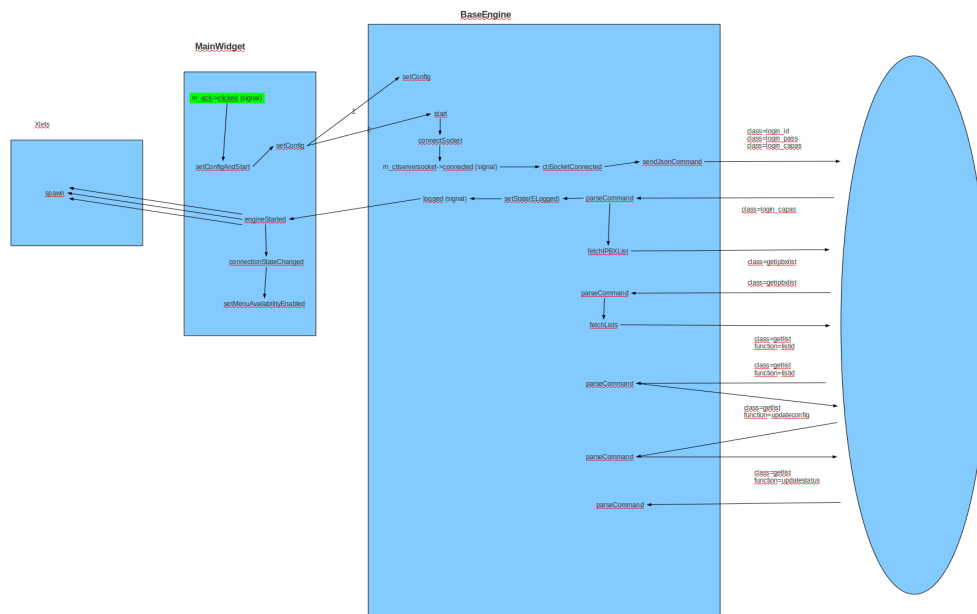 BaseEngine
MainWidget
setConfig
m_ack->clicked (signal)
1
start
Xlets
2
class=login_id
class=login_pass
class=login_capas
connectSocket
setConfig
setConfigAndStart
m_ctiserversocket->connected (signal)
ctiSocketConnected
sendJsonCommand
spawn
logged (signal)
setState(ELogged)
parseCommand
class=login_capas
engineStarted
fetchIPBXList
connectionStateChanged
class=getipbxlist
class=getipbxlist
parseCommand
setMenuAvailabilityEnabled
fetchLists
class=getlist
function=listid
class=getlist
function=listid
parseCommand
class=getlist
function=updateconfig
parseCommand
class=getlist
function=updatestatus
parseCommand